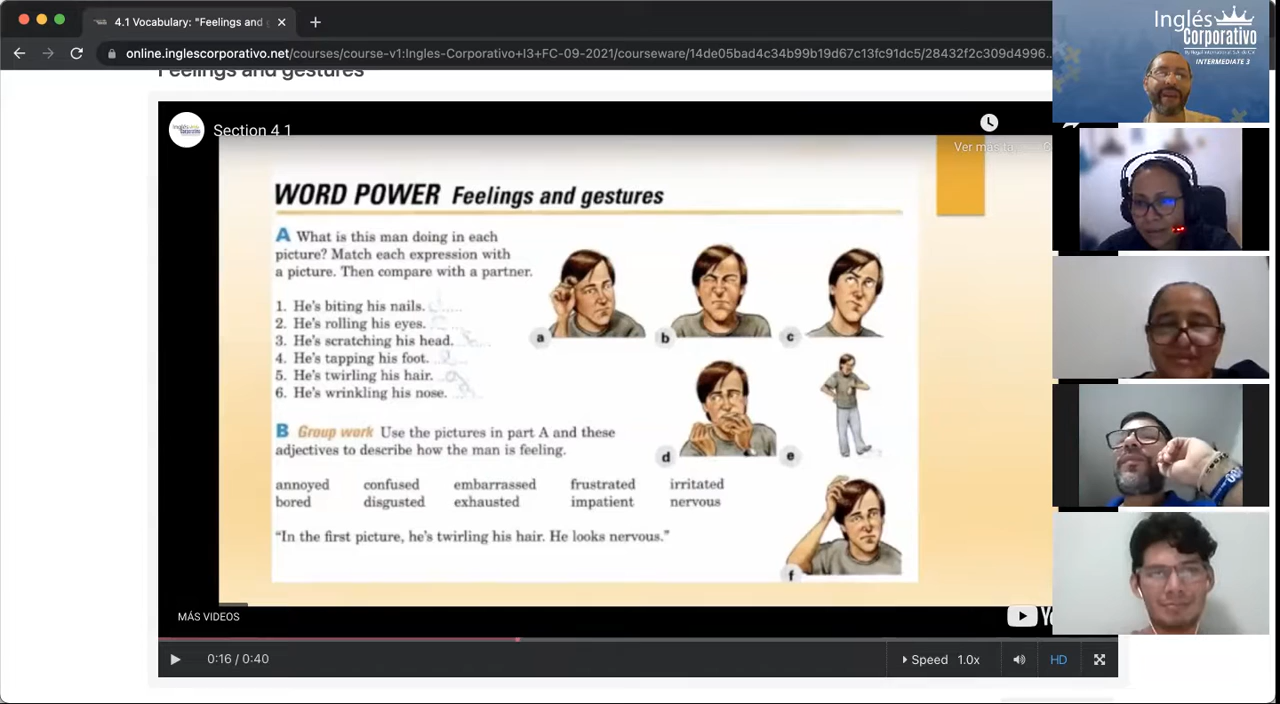 4.1 Vocabulary: "Feelings and
online.inglescorporativo.net/courses/course-v1:Ingles-Corporativo+I3+FC-09-2021/courseware/14de05bad4c34b99b19d67c13fc91dc5/28432f2c309d4996...
Feelings and gestures
Section 4 1
WORD POWER Feelings and gestures
A What is this man doing in each
picture? Match each expression with
a picture. Then compare with a partner.
1. He's biting his nails.
2. He's rolling his eyes.
3. He's scratching his head.
4. He's tapping his foot.
5. He's twirling his hair.
6. He's wrinkling his nose.
a
b
c
d
e
f
B Group work Use the pictures in part A and these
adjectives to describe how the man is feeling.
annoyed confused embarrassed frustrated irritated
bored disgusted exhausted impatient nervous
"In the first picture, he's twirling his hair. He looks nervous."
MÁS VIDEOS
0:16 / 0:40
Speed 1.0x
HD
Ver más
Inglés
Corporativo
INTERMEDIATE 3